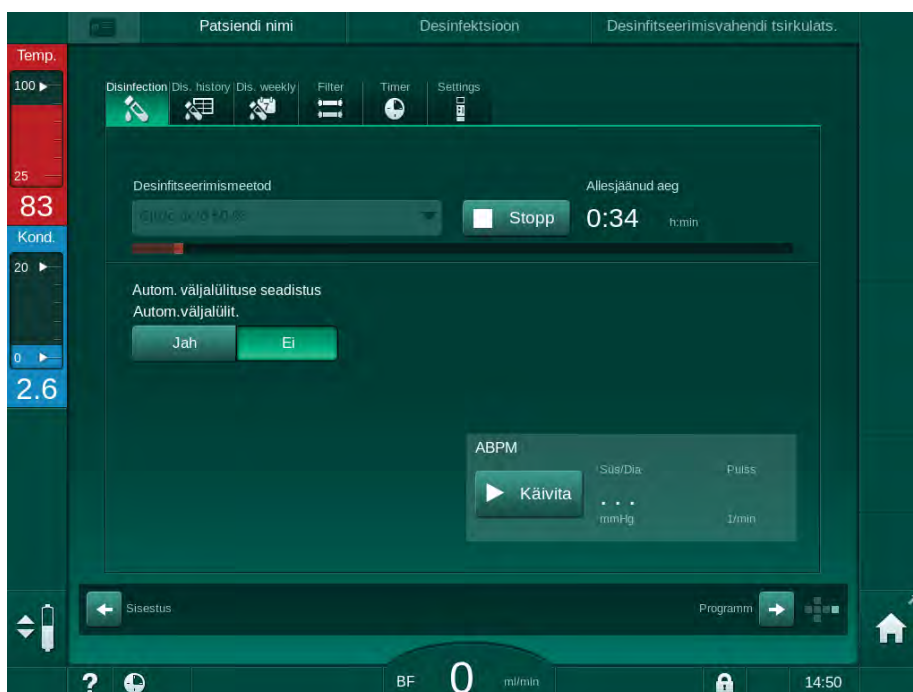 Patsiendi nimi
Desinfektsioon
Desinfitseerimisvahendi tsirkulats.
Temp.
100
25
83
Kond.
20
0
2.6
Disinfection
Dis. history
Dis. weekly
Filter
Timer
Settings
7
Desinfitseerimismeetod
Stopp
Allesjäänud aeg
0:34 h:min
Autom. väljalülituse seadistus
Autom.väljalülit.
Jah
Ei
ABPM
Käivita
Süs/Dia
Pulss
. . .
mmHg
1/min
Sisestus
Programm
?
BF 0 ml/min
14:50